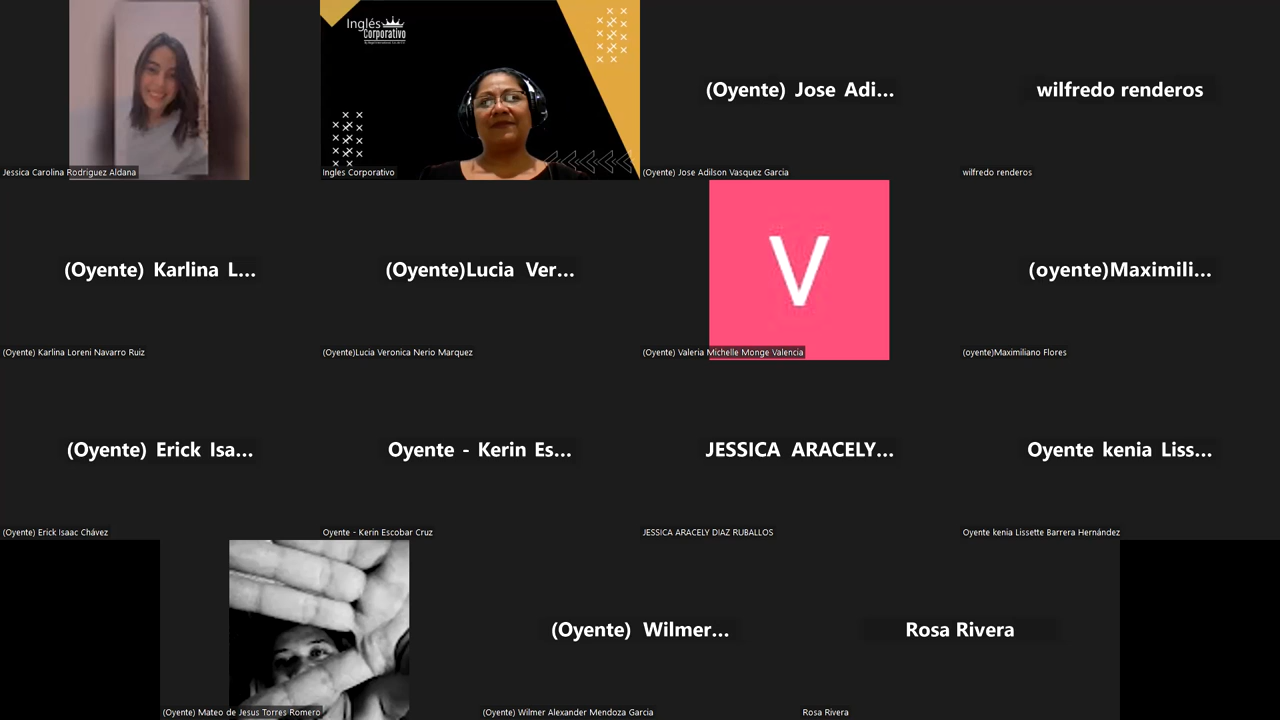 Jessica Carolina Rodriguez Aldana
Inglés
Corporativo
Ingles Corporativo
(Oyente) Jose Adi...
(Oyente) Jose Adilson Vasquez Garcia
wilfredo renderos
wilfredo renderos
(Oyente) Karlina L...
(Oyente) Karlina Loreni Navarro Ruiz
(Oyente)Lucia Ver...
(Oyente)Lucia Veronica Nerio Marquez
V
(Oyente) Valeria Michelle Monge Valencia
(oyente)Maximili...
(oyente)Maximiliano Flores
(Oyente) Erick Isa...
(Oyente) Erick Isaac Chávez
Oyente - Kerin Es...
Oyente - Kerin Escobar Cruz
JESSICA ARACELY...
JESSICA ARACELY DIAZ RUBALLOS
Oyente kenia Liss...
Oyente kenia Lissette Barrera Hernández
(Oyente) Mateo de Jesus Torres Romero
(Oyente) Wilmer...
(Oyente) Wilmer Alexander Mendoza Garcia
Rosa Rivera
Rosa Rivera